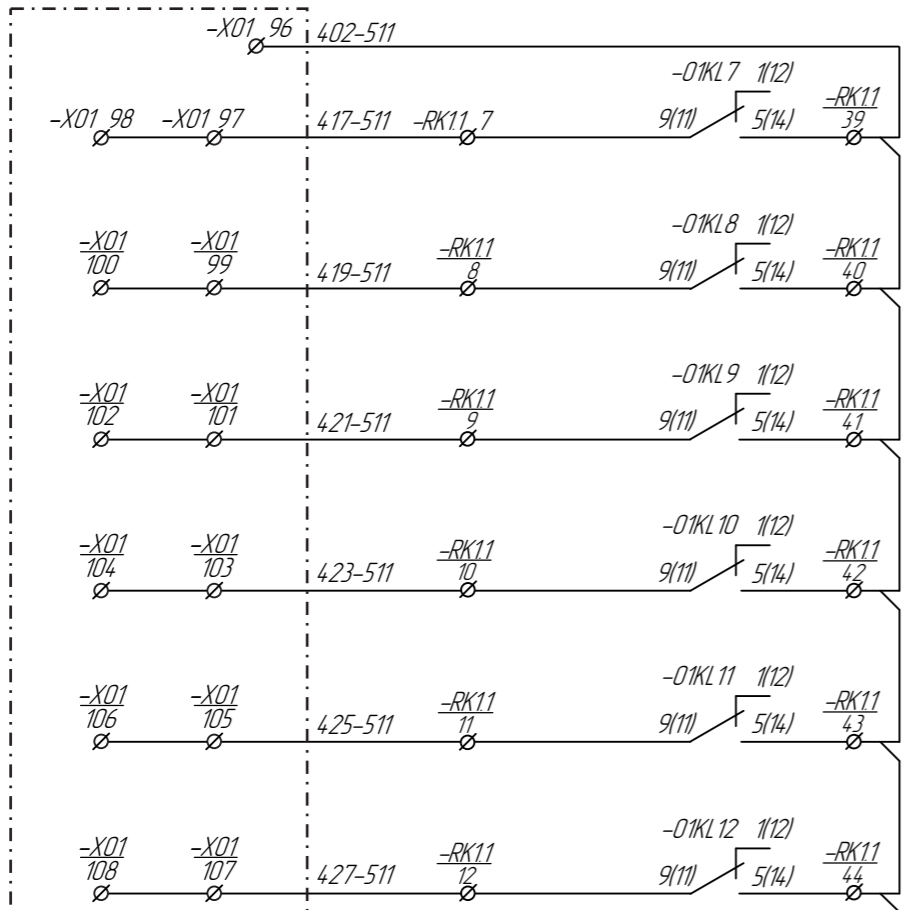 -X01 96 402-511
-01KL7 1(12)
-X01 98 -X01 97 417-511 -RK1.1 7 9(11) 5(14) -RK1.1
39
-01KL8 1(12)
-X01 -X01 -RK1.1 -RK1.1
100 99 419-511 8 9(11) 5(14) 40
-01KL9 1(12)
-X01 -X01 -RK1.1 -RK1.1
102 101 421-511 9 9(11) 5(14) 41
-01KL10 1(12)
-X01 -X01 -RK1.1 -RK1.1
104 103 423-511 10 9(11) 5(14) 42
-01KL11 1(12)
-X01 -X01 -RK1.1 -RK1.1
106 105 425-511 11 9(11) 5(14) 43
-01KL12 1(12)
-X01 -X01 -RK1.1 -RK1.1
108 107 427-511 12 9(11) 5(14) 44